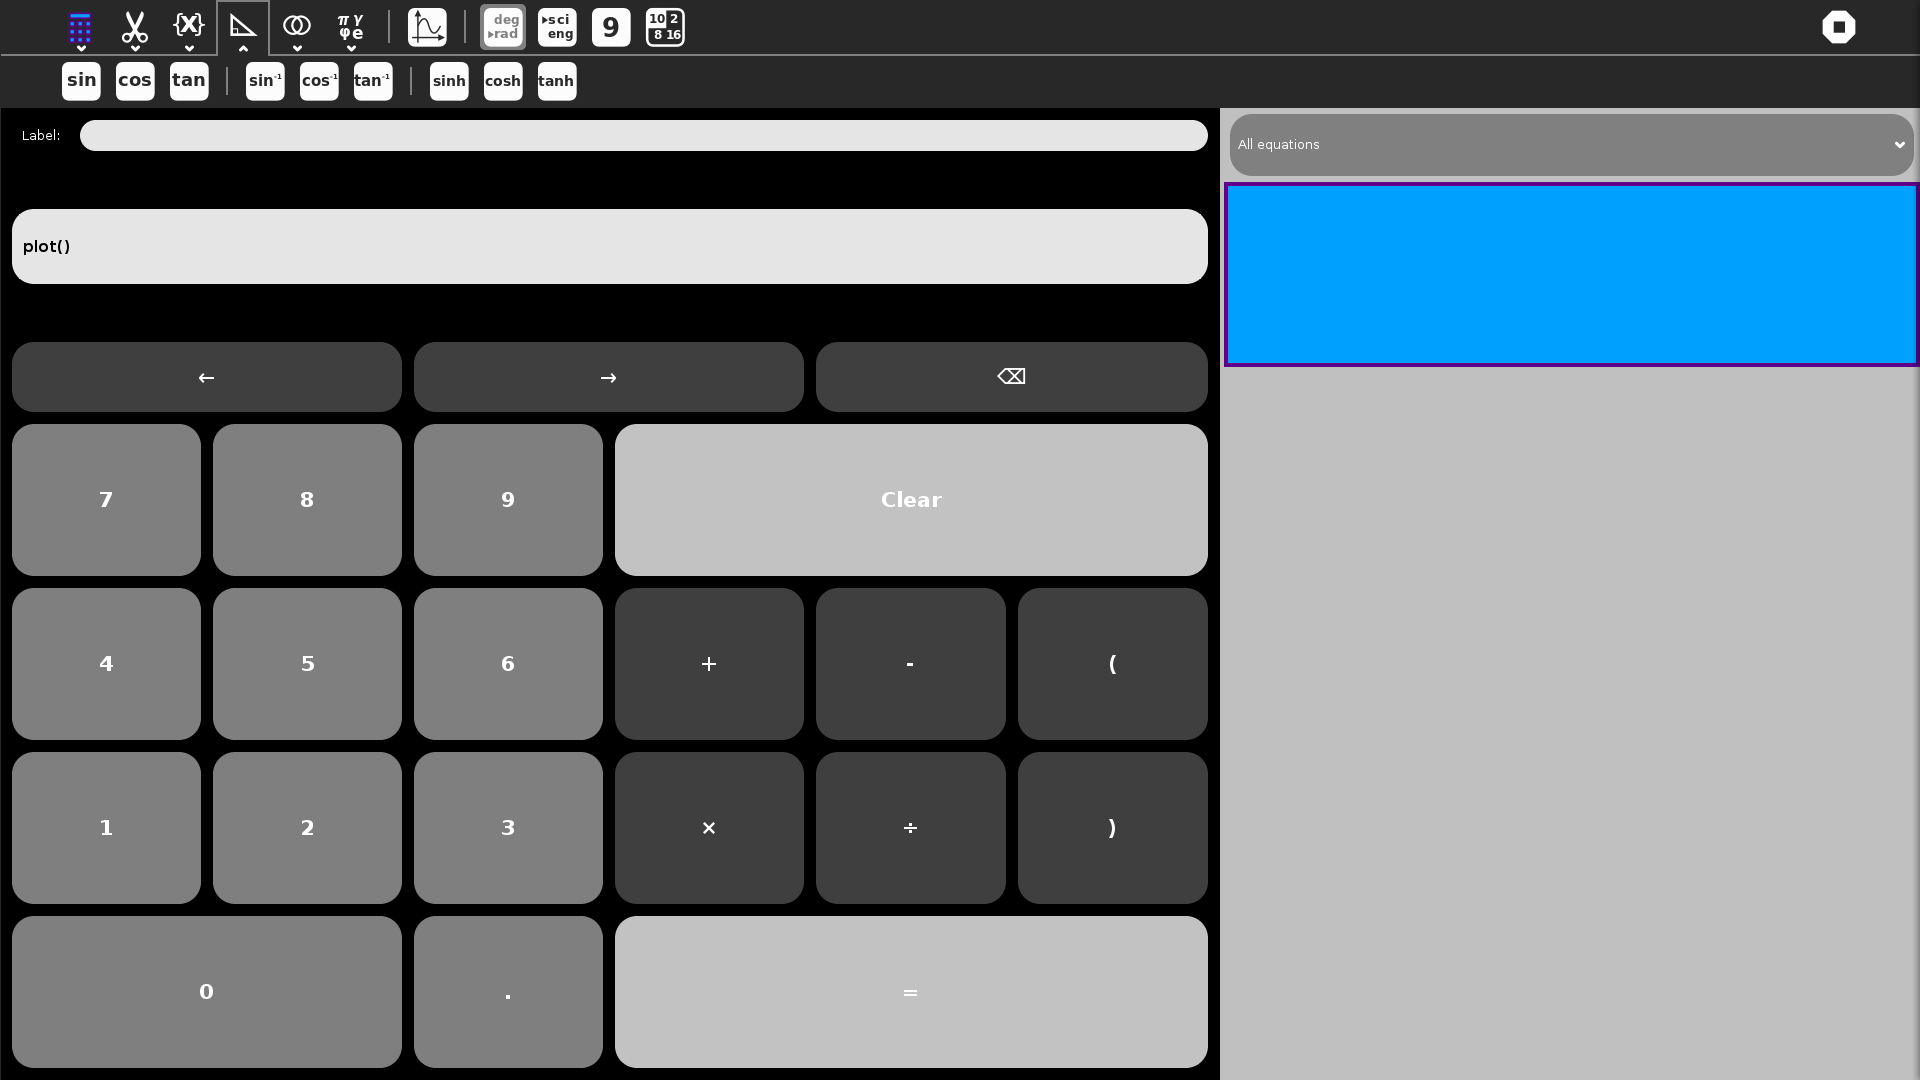 {x} π γ φ e deg ▸rad ▸sci eng 9 10 2 8 16
sin cos tan sin⁻¹ cos⁻¹ tan⁻¹ sinh cosh tanh
Label:
All equations
plot()
← → ⌫
7 8 9 Clear
4 5 6 + - (
1 2 3 × ÷ )
0 . =